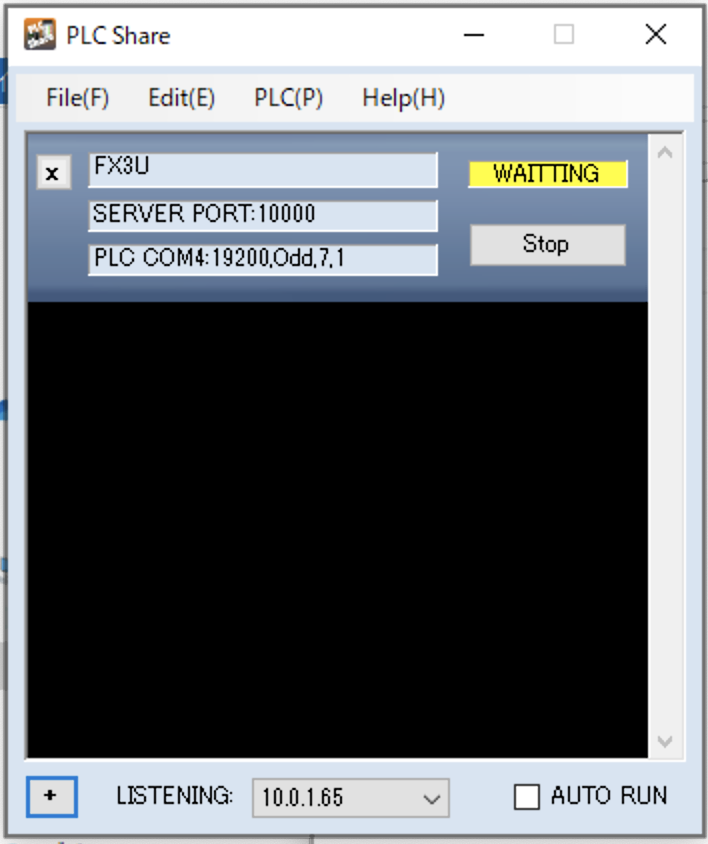 PLC Share
File(F) Edit(E) PLC(P) Help(H)
x FX3U WAITTING
SERVER PORT:10000
Stop
PLC COM4:19200,Odd,7,1
+ LISTENING: 10.0.1.65 AUTO RUN